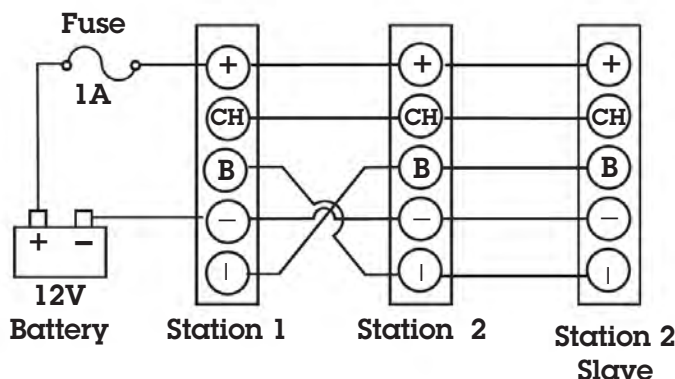 Fuse
1A
+ + +
CH CH CH
B B B
– – –
| | |
+ –
12V
Battery
Station 1
Station 2
Station 2
Slave